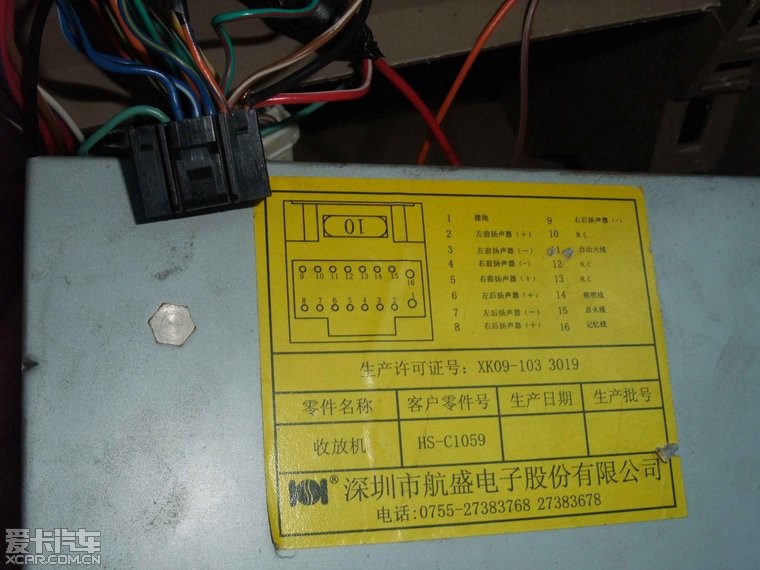 10
9 10 11 12 13 14 15 16
8 7 6 5 4 3 2 1
1 接地 9 右后扬声器(-)
2 左前扬声器(+) 10 N.C
3 左前扬声器(一) 11 自动天线
4 右前扬声器(-) 12 N.C
5 右前扬声器(+) 13 N.C
6 左后扬声器(+) 14 照明线
7 左后扬声器(一) 15 点火线
8 右后扬声器(+) 16 记忆线
生产许可证号: XK09-103 3019
零件名称 客户零件号 生产日期 生产批号
收放机 HS-C1059
深圳市航盛电子股份有限公司
电话:0755-27383768 27383678
爱卡汽车
XCAR.COM.CN